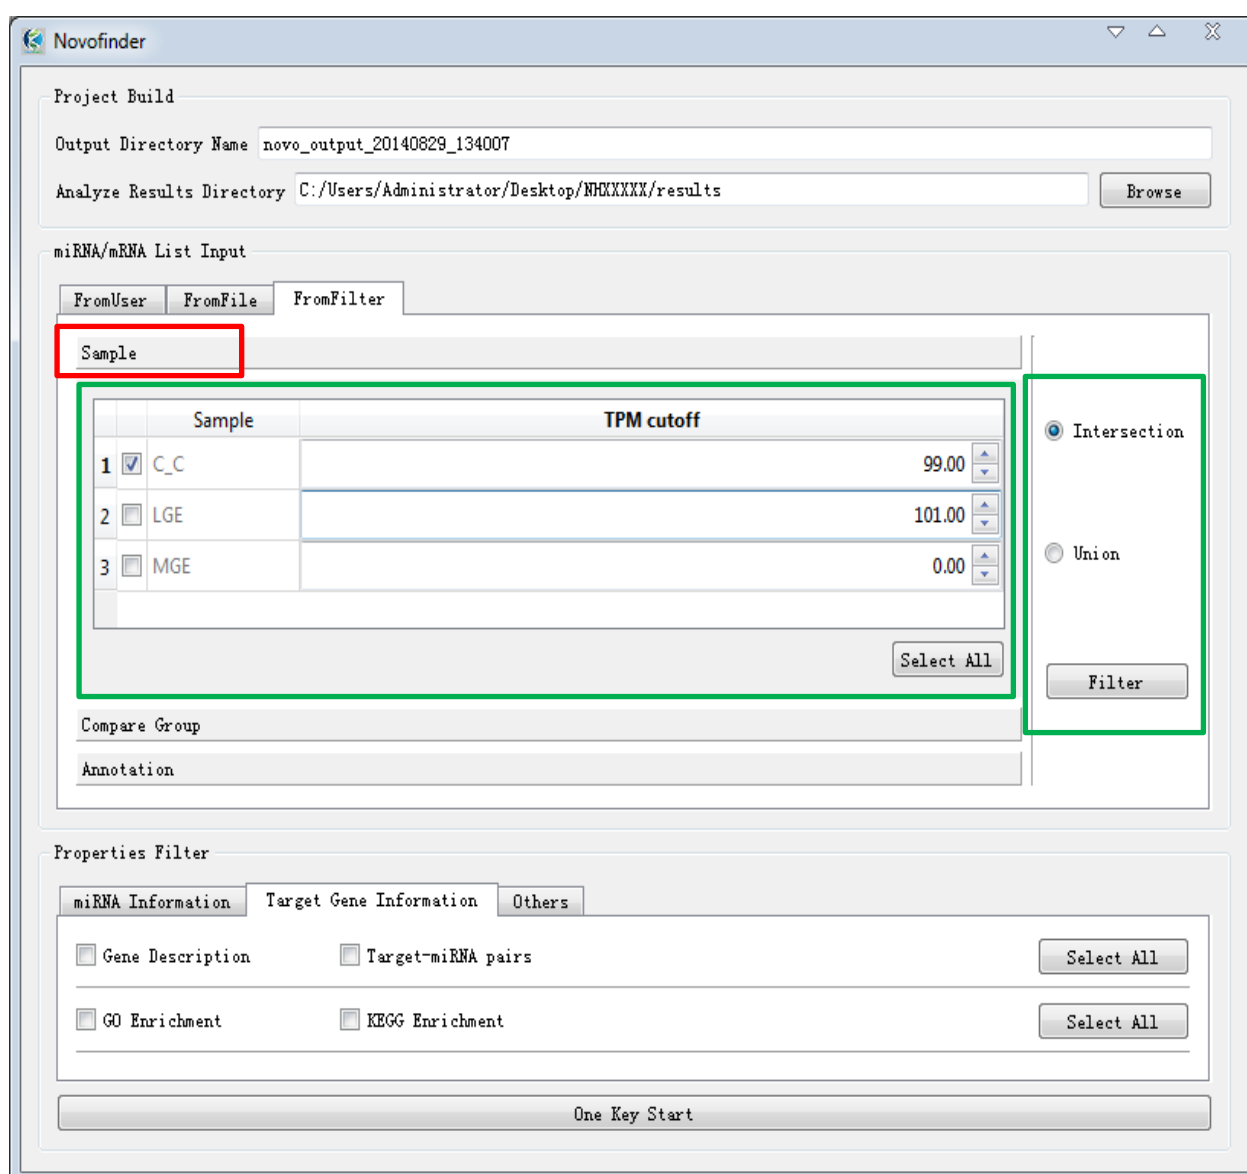 Novofinder
Project Build
Output Directory Name novo_output_20140829_134007
Analyze Results Directory C:/Users/Administrator/Desktop/NHXXXXX/results Browse
miRNA/mRNA List Input
FromUser FromFile FromFilter
Sample
Sample TPM cutoff
1 C_C 99.00
2 LGE 101.00
3 MGE 0.00
Select All
Intersection
Union
Filter
Compare Group
Annotation
Properties Filter
miRNA Information Target Gene Information Others
Gene Description Target-miRNA pairs Select All
GO Enrichment KEGG Enrichment Select All
One Key Start